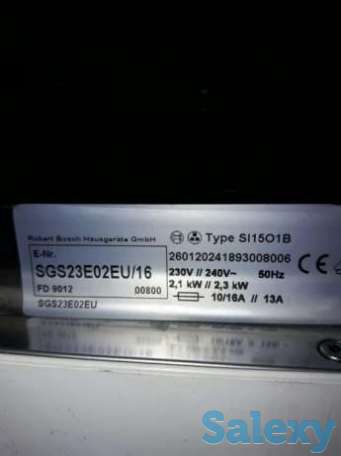 Robert Bosch Hausgeräte GmbH
Type SI15O1B
E-Nr.
SGS23E02EU/16
FD 9012 00800
SGS23E02EU
260120241893008006
230V // 240V~ 50Hz
2,1 kW // 2,3 kW
10/16A // 13A
CE
Salexy